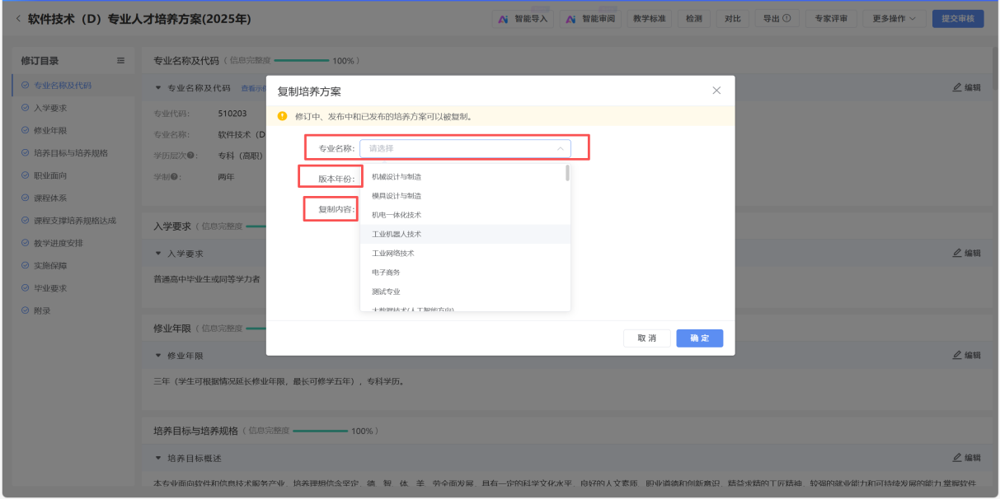 软件技术（D）专业人才培养方案(2025年)
智能导入
智能审阅
教学标准
检测
对比
导出
专家评审
更多操作
提交审核
修订目录
专业名称及代码
入学要求
修业年限
培养目标与培养规格
职业面向
课程体系
课程支撑培养规格达成
教学进度安排
实施保障
毕业要求
附录
专业名称及代码（信息完整度 100%）
专业名称及代码 查看示例
编辑
专业代码: 510203
专业名称: 软件技术（D
学历层次: 专科（高职）
学制: 两年
入学要求（信息完整度
入学要求
编辑
普通高中毕业生或同等学力者
修业年限（信息完整度
修业年限
编辑
三年（学生可根据情况延长修业年限，最长可修学五年），专科学历。
培养目标与培养规格（信息完整度 100%）
培养目标概述
编辑
本专业面向软件和信息技术服务产业，培养理想信念坚定，德、智、体、美、劳全面发展，具有一定的科学文化水平，良好的人文素质、职业道德和创新意识，精益求精的工匠精神，较强的就业能力和可持续发展的能力,掌握软件
复制培养方案
修订中、发布中和已发布的培养方案可以被复制。
专业名称: 请选择
版本年份:
复制内容:
机械设计与制造
模具设计与制造
机电一体化技术
工业机器人技术
工业网络技术
电子商务
测试专业
大数据技术(人工智能方向)
取 消
确 定